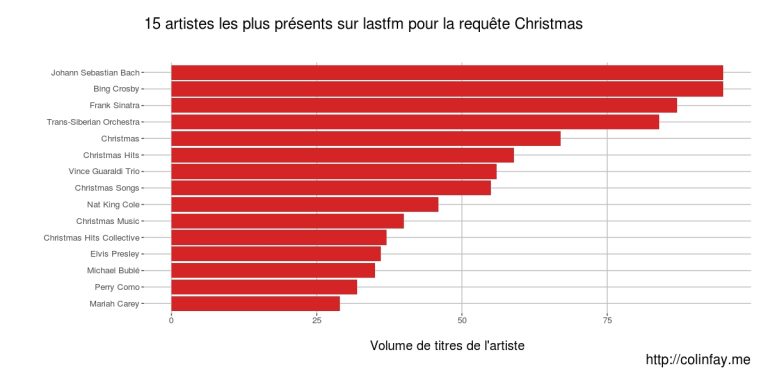 15 artistes les plus présents sur lastfm pour la requête Christmas
Johann Sebastian Bach
Bing Crosby
Frank Sinatra
Trans-Siberian Orchestra
Christmas
Christmas Hits
Vince Guaraldi Trio
Christmas Songs
Nat King Cole
Christmas Music
Christmas Hits Collective
Elvis Presley
Michael Bublé
Perry Como
Mariah Carey
0 25 50 75
Volume de titres de l'artiste
http://colinfay.me